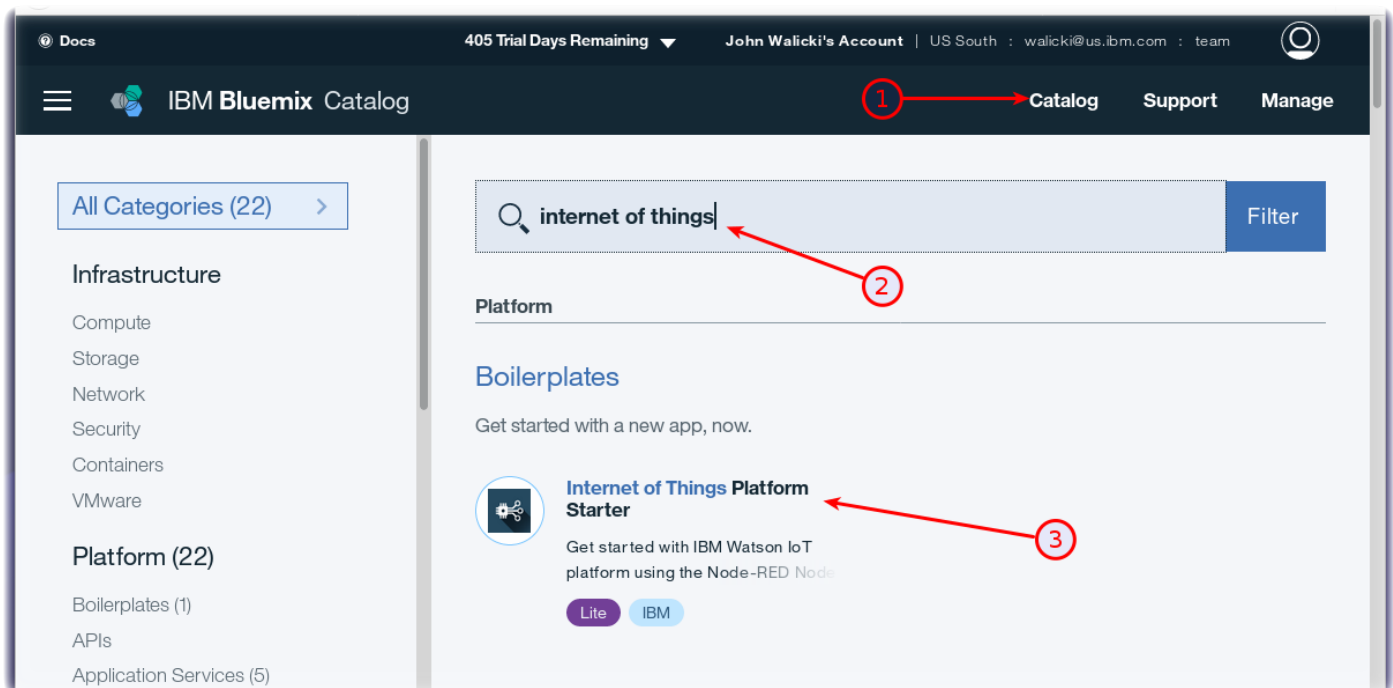 Docs
405 Trial Days Remaining
John Walicki's Account | US South : walicki@us.ibm.com : team
IBM Bluemix Catalog
1
Catalog
Support
Manage
All Categories (22)
Infrastructure
Compute
Storage
Network
Security
Containers
VMware
Platform (22)
Boilerplates (1)
APIs
Application Services (5)
internet of things
Filter
2
Platform
Boilerplates
Get started with a new app, now.
Internet of Things Platform
Starter
3
Get started with IBM Watson IoT
platform using the Node-RED Node
Lite
IBM